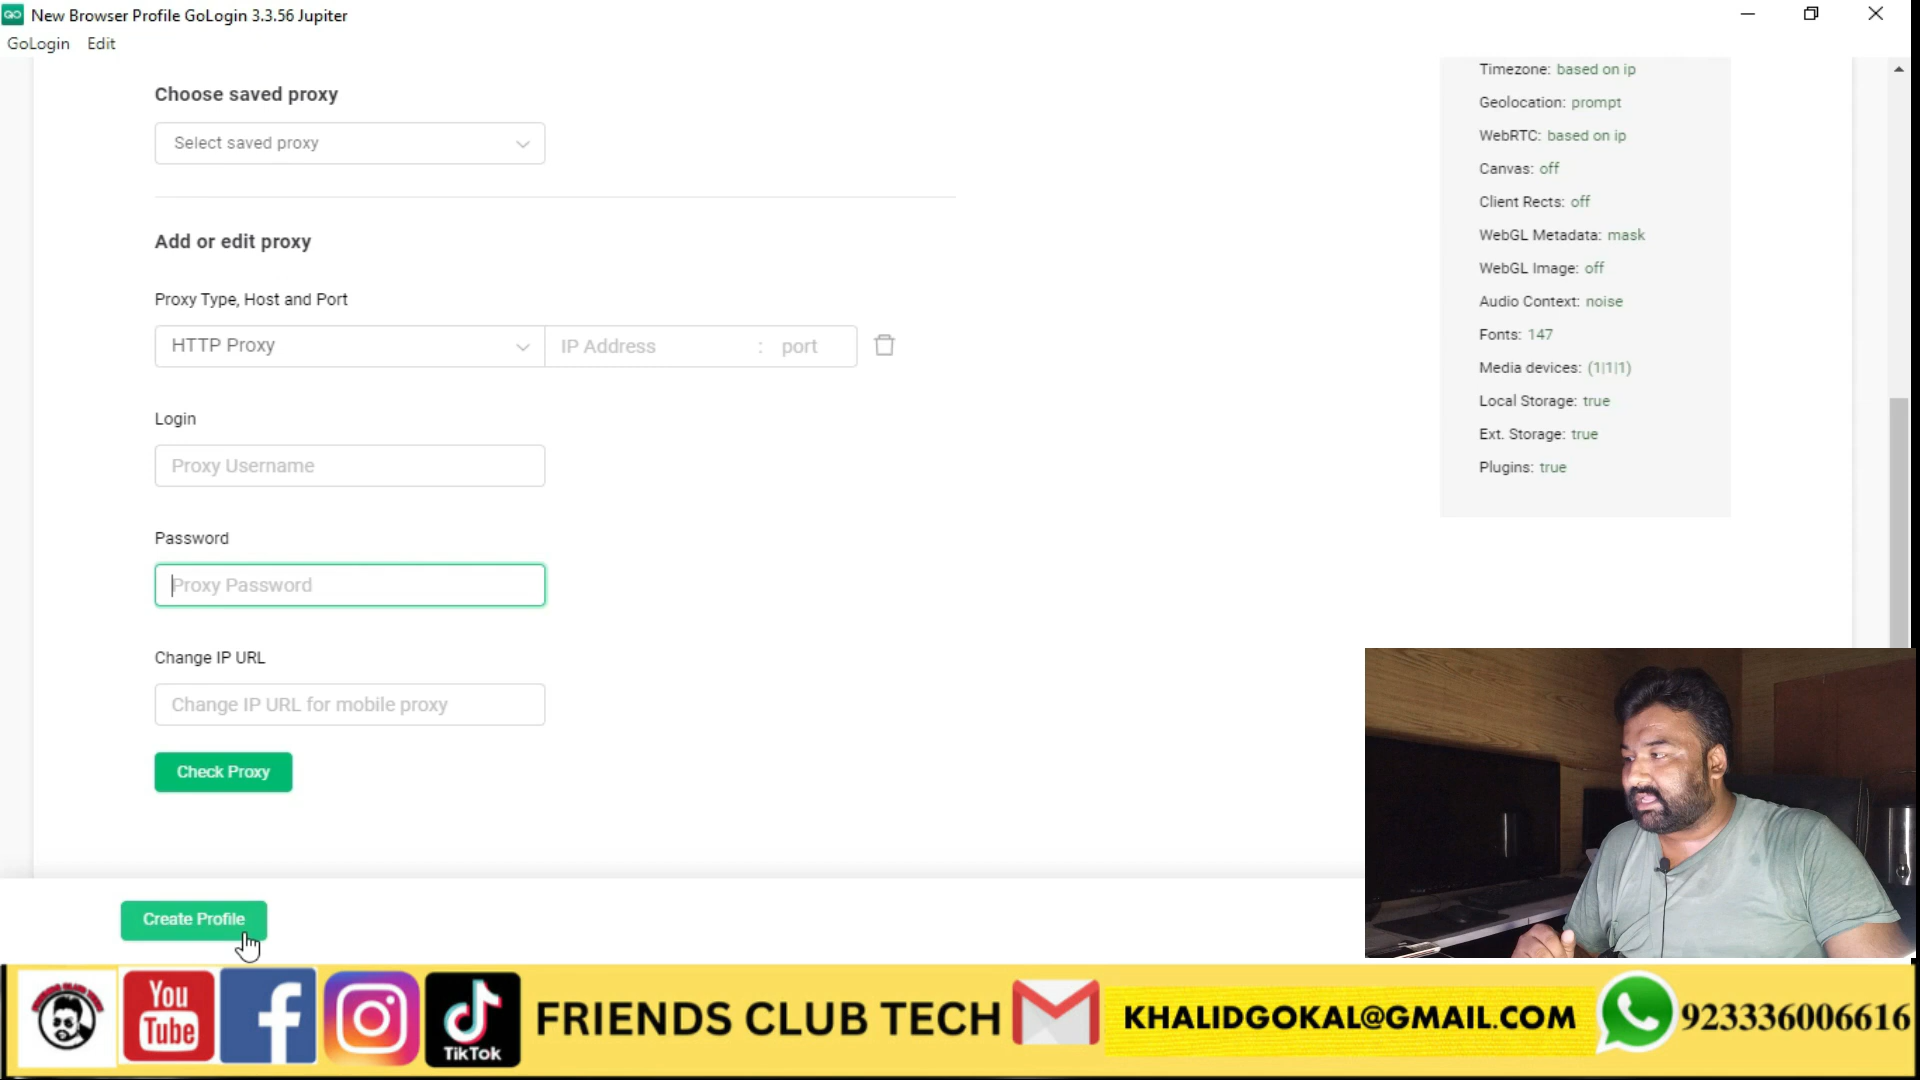 New Browser Profile GoLogin 3.3.56 Jupiter
GoLogin Edit
Choose saved proxy
Select saved proxy
Add or edit proxy
Proxy Type, Host and Port
HTTP Proxy
IP Address : port
Login
Proxy Username
Password
Proxy Password
Change IP URL
Change IP URL for mobile proxy
Check Proxy
Create Profile
Timezone: based on ip
Geolocation: prompt
WebRTC: based on ip
Canvas: off
Client Rects: off
WebGL Metadata: mask
WebGL Image: off
Audio Context: noise
Fonts: 147
Media devices: (1|1|1)
Local Storage: true
Ext. Storage: true
Plugins: true
You
Tube
TikTok
FRIENDS CLUB TECH
KHALIDGOKAL@GMAIL.COM
923336006616